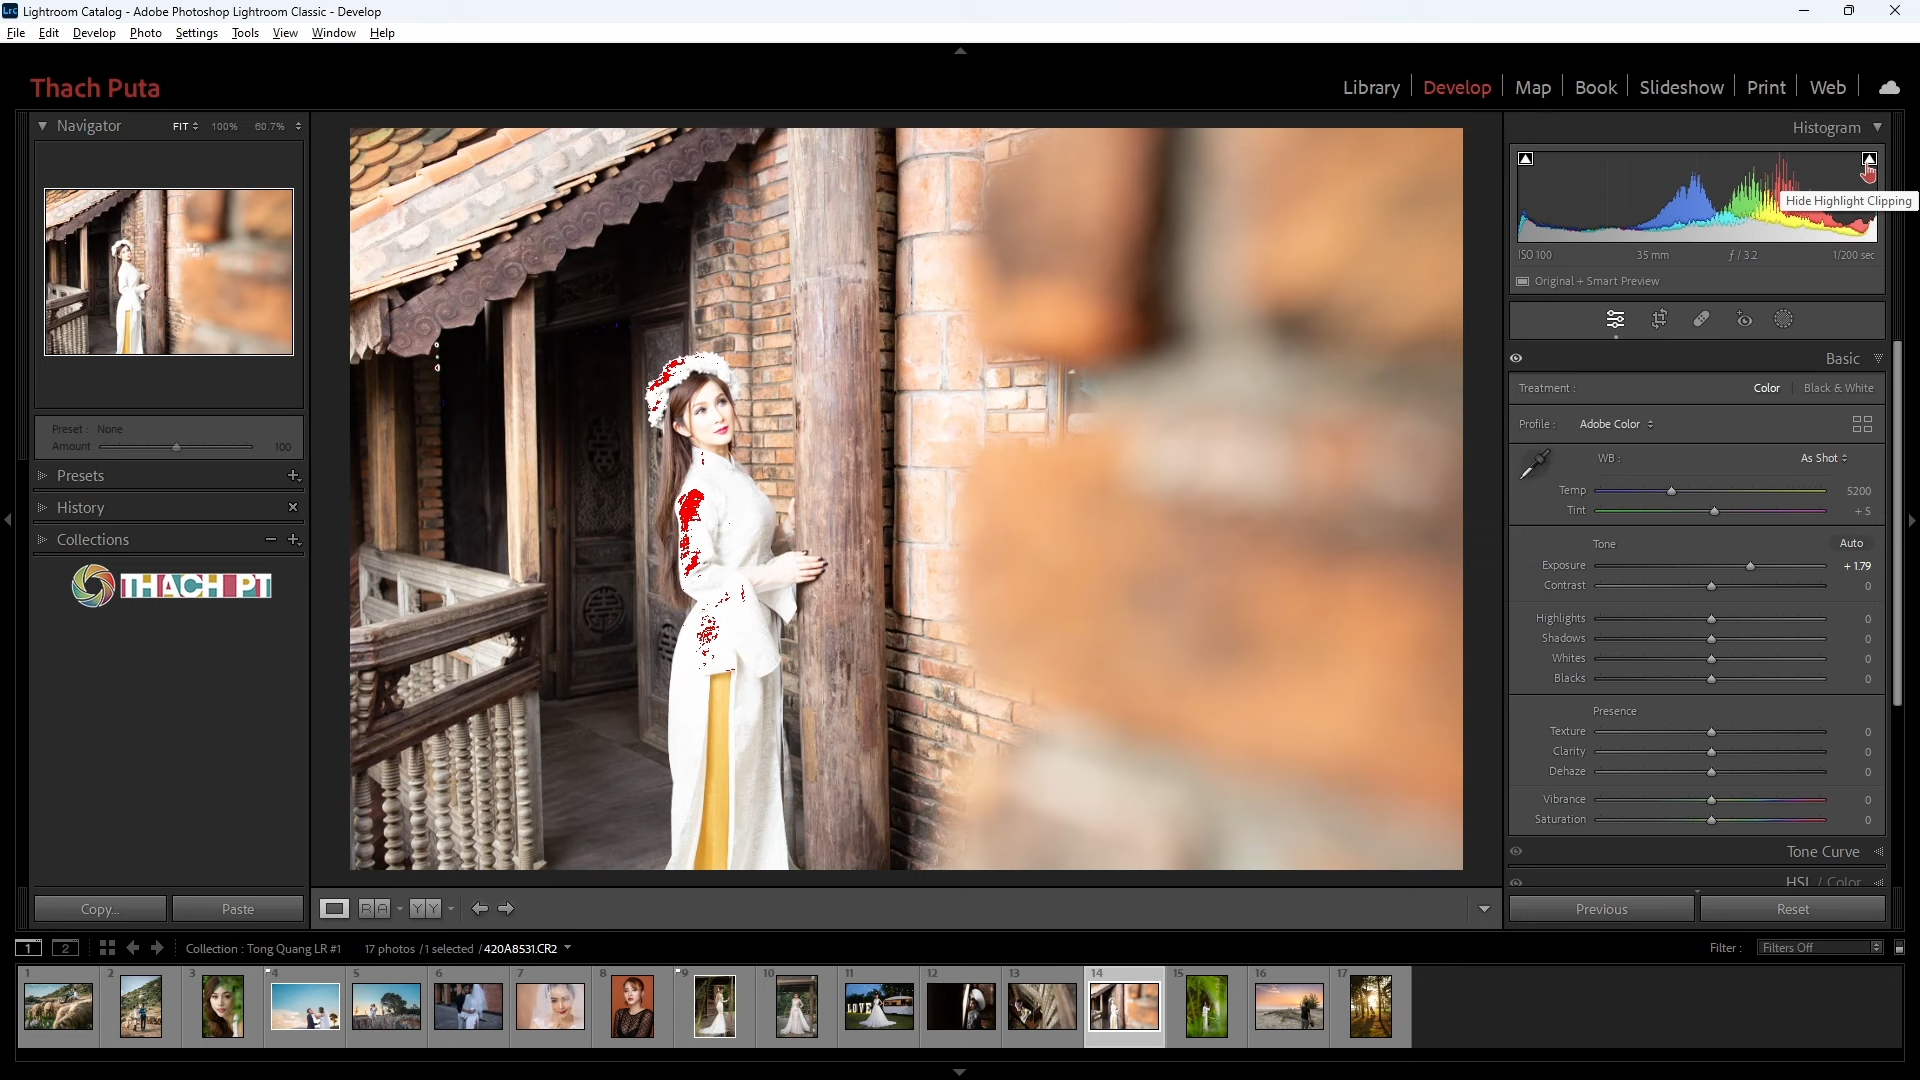 Lightroom Catalog - Adobe Photoshop Lightroom Classic - Develop
File Edit Develop Photo Settings Tools View Window Help
Thach Puta
Library Develop Map Book Slideshow Print Web
Navigator FIT 100% 60.7%
Histogram
Hide Highlight Clipping
ISO 100 35 mm ƒ / 3.2 1/200 sec
Original + Smart Preview
Basic
Treatment : Color Black & White
Profile : Adobe Color
WB : As Shot
Temp 5200
Tint + 5
Tone Auto
Exposure + 1.79
Contrast 0
Highlights 0
Shadows 0
Whites 0
Blacks 0
Presence
Texture 0
Clarity 0
Dehaze 0
Vibrance 0
Saturation 0
Tone Curve
HSL / Color
Previous Reset
Preset : None
Amount 100
Presets
History
Collections
THACH PT
Copy... Paste
R A Y Y
1 2 Collection : Tong Quang LR #1 17 photos / 1 selected / 420A8531.CR2 Filter : Filters Off
1 2 3 4 5 6 7 8 9 10 11 12 13 14 15 16 17
LOVE